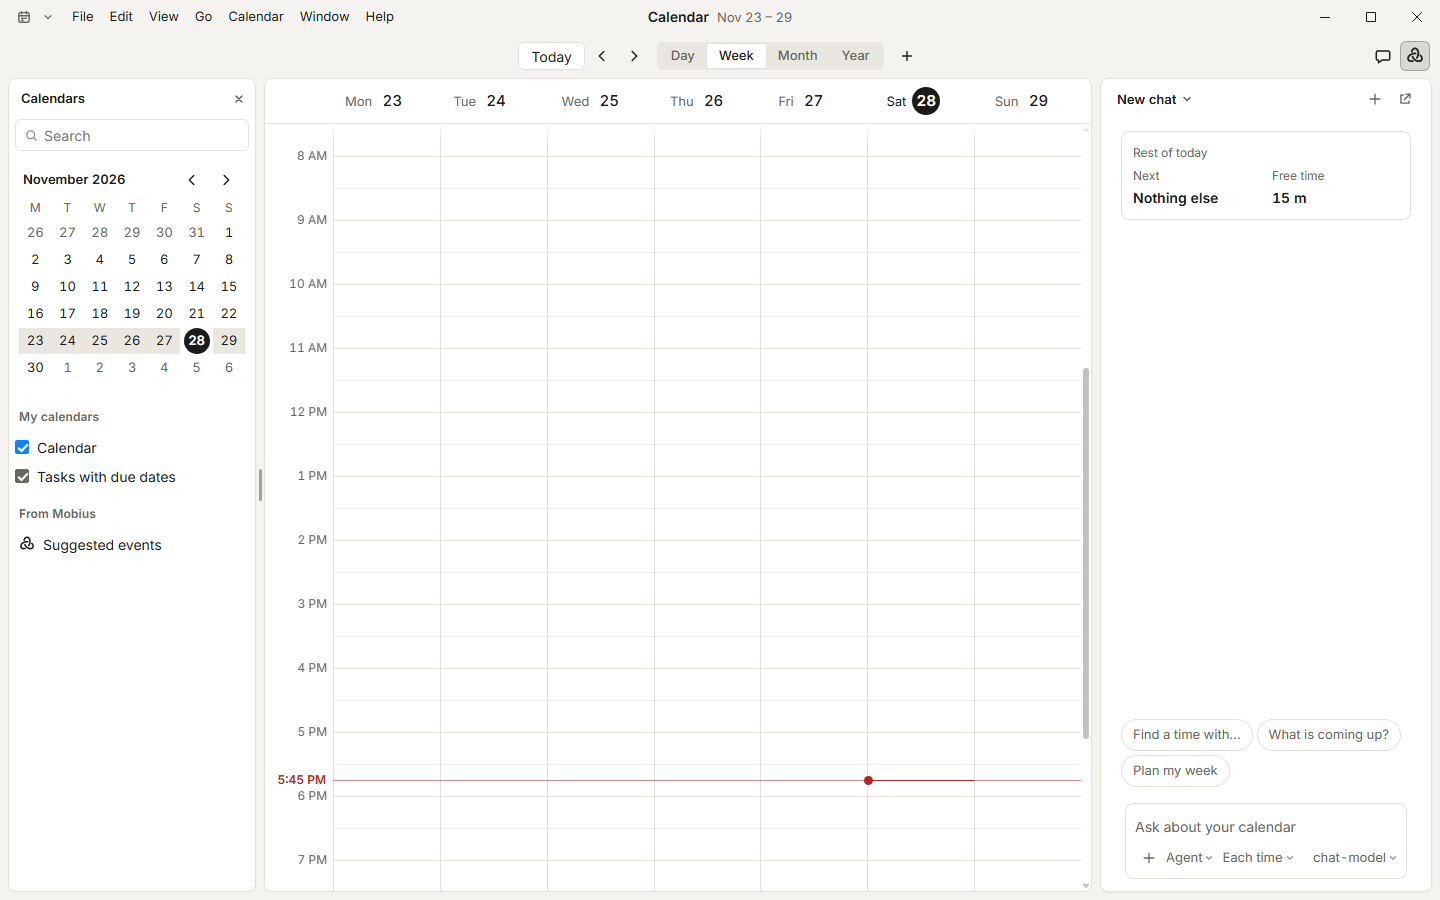 File Edit View Go Calendar Window Help
Calendar Nov 23 – 29
Today
Day Week Month Year
Calendars
Search
November 2026
M T W T F S S
26 27 28 29 30 31 1
2 3 4 5 6 7 8
9 10 11 12 13 14 15
16 17 18 19 20 21 22
23 24 25 26 27 28 29
30 1 2 3 4 5 6
My calendars
Calendar
Tasks with due dates
From Mobius
Suggested events
Mon 23 Tue 24 Wed 25 Thu 26 Fri 27 Sat 28 Sun 29
8 AM
9 AM
10 AM
11 AM
12 PM
1 PM
2 PM
3 PM
4 PM
5 PM
5:45 PM
6 PM
7 PM
New chat
Rest of today
Next Free time
Nothing else 15 m
Find a time with... What is coming up?
Plan my week
Ask about your calendar
Agent Each time chat-model